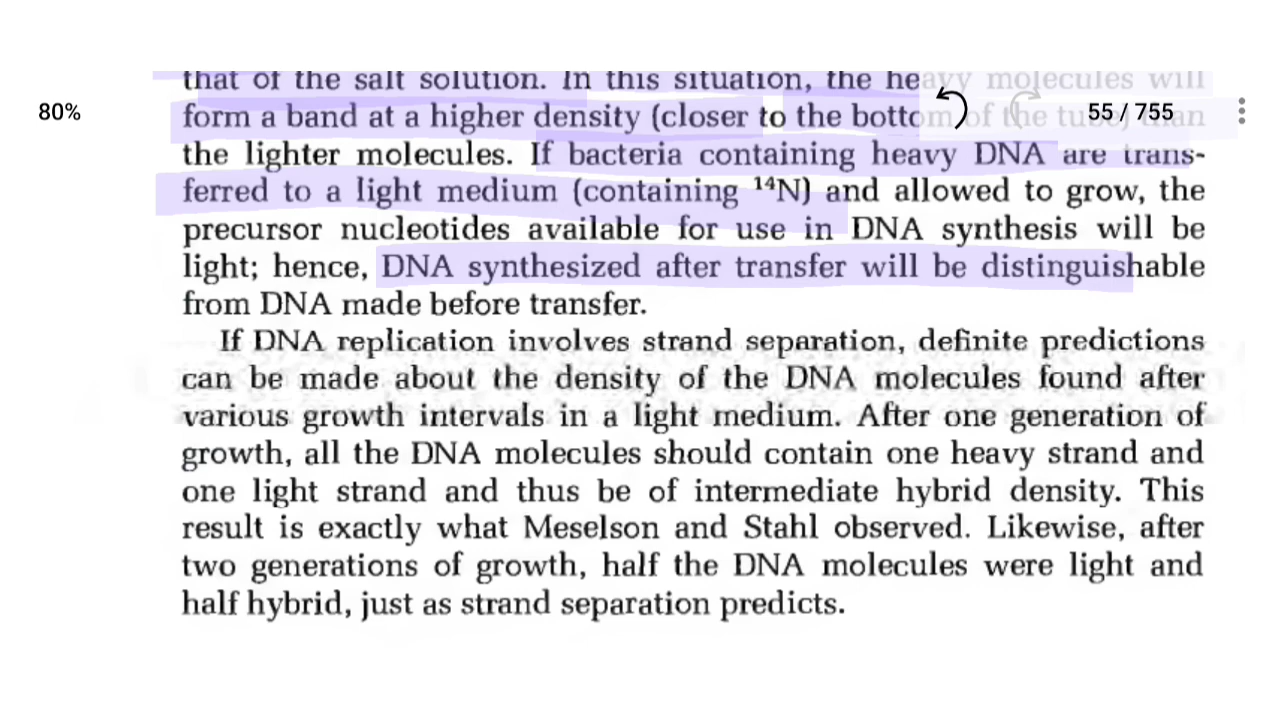 that of the salt solution. In this situation, the heavy molecules will
80%
form a band at a higher density (closer to the bottom of the tube) than
55 / 755
the lighter molecules. If bacteria containing heavy DNA are trans-
ferred to a light medium (containing ¹⁴N) and allowed to grow, the
precursor nucleotides available for use in DNA synthesis will be
light; hence, DNA synthesized after transfer will be distinguishable
from DNA made before transfer.
If DNA replication involves strand separation, definite predictions
can be made about the density of the DNA molecules found after
various growth intervals in a light medium. After one generation of
growth, all the DNA molecules should contain one heavy strand and
one light strand and thus be of intermediate hybrid density. This
result is exactly what Meselson and Stahl observed. Likewise, after
two generations of growth, half the DNA molecules were light and
half hybrid, just as strand separation predicts.